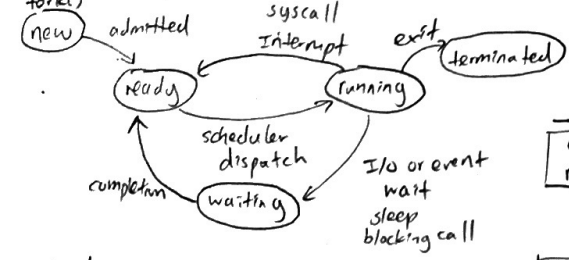 new
admitted
syscall
Interrupt
exit
terminated
ready
running
scheduler
dispatch
I/O or event
wait
sleep
blocking call
completion
waiting